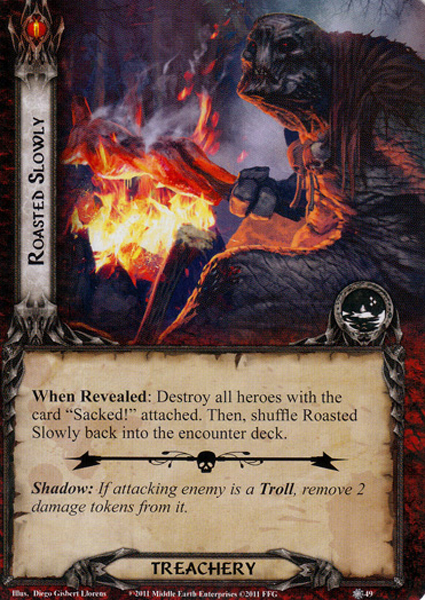 ROASTED SLOWLY
When Revealed: Destroy all heroes with the
card “Sacked!” attached. Then, shuffle Roasted
Slowly back into the encounter deck.
Shadow: If attacking enemy is a Troll, remove 2
damage tokens from it.
TREACHERY
Illus. Diego Gisbert Llorens ©2011 Middle Earth Enterprises ©2011 FFG 49